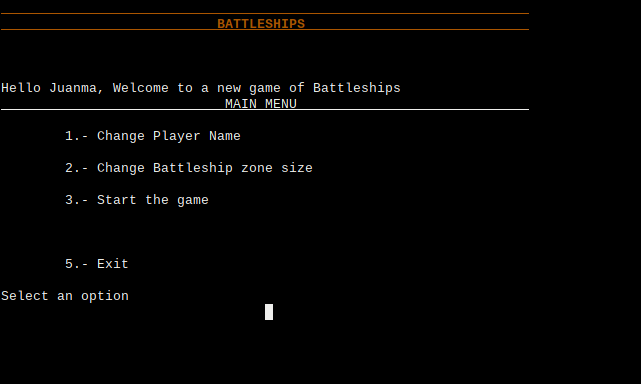 BATTLESHIPS
Hello Juanma, Welcome to a new game of Battleships
MAIN MENU
1.- Change Player Name
2.- Change Battleship zone size
3.- Start the game
5.- Exit
Select an option